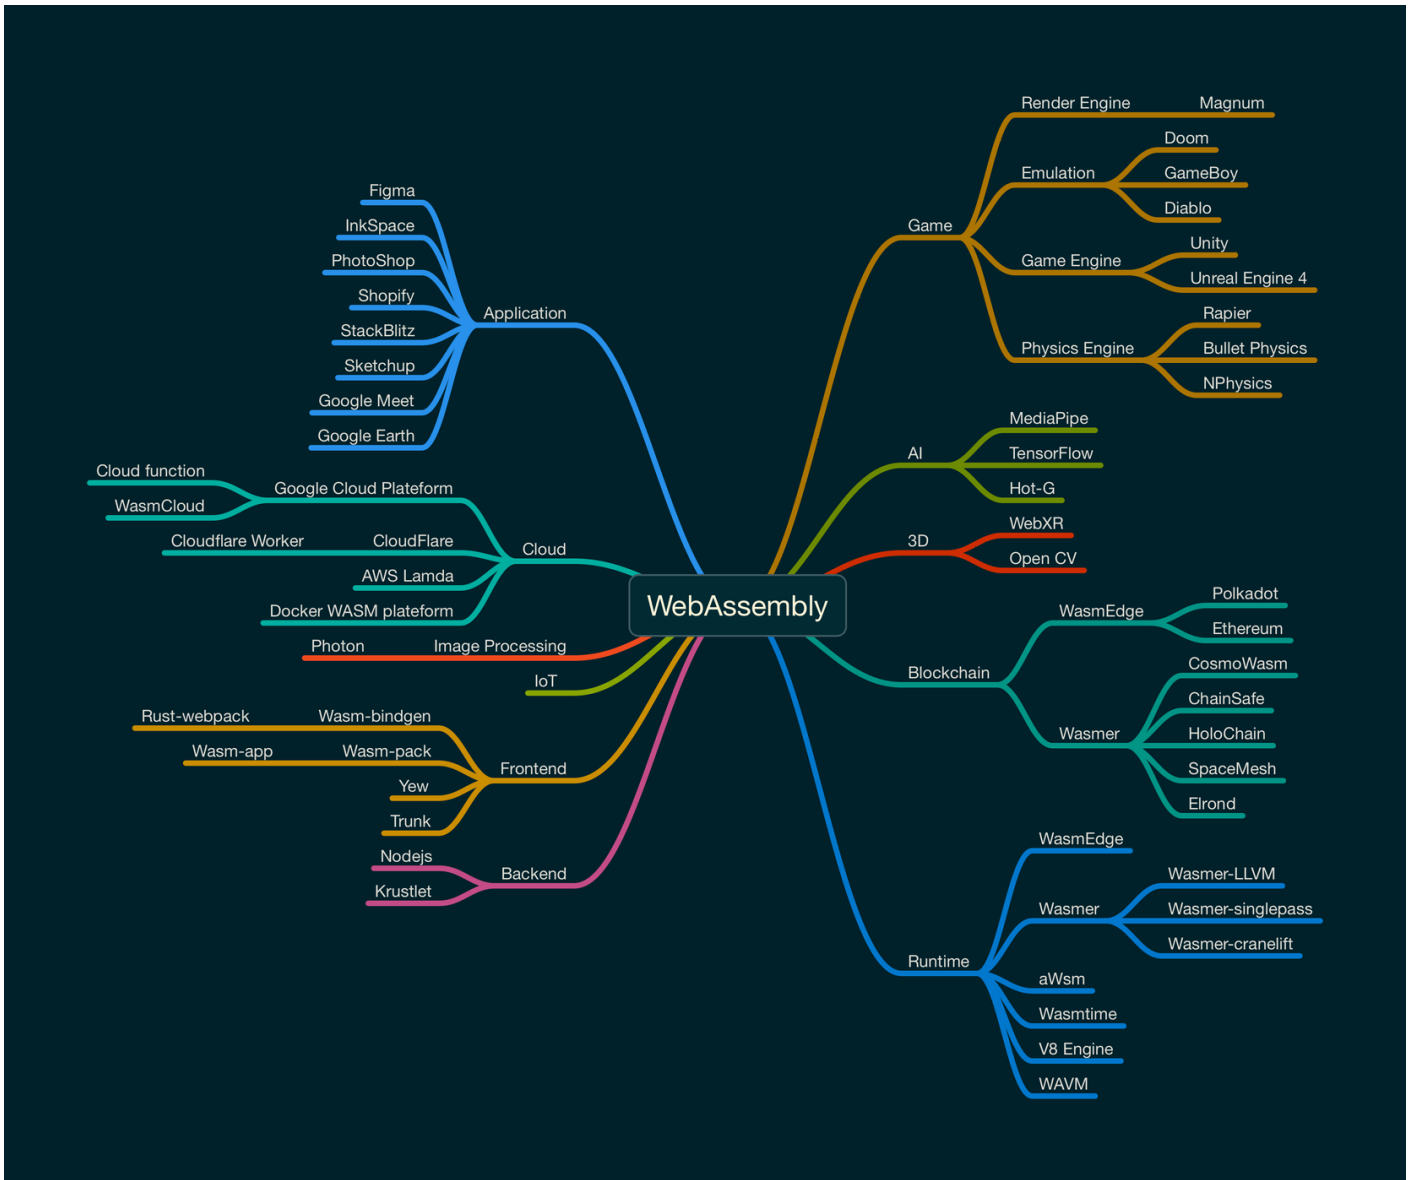 WebAssembly
Application
Figma
InkSpace
PhotoShop
Shopify
StackBlitz
Sketchup
Google Meet
Google Earth
Cloud
Google Cloud Plateform
Cloud function
WasmCloud
CloudFlare
Cloudflare Worker
AWS Lamda
Docker WASM plateform
Image Processing
Photon
IoT
Frontend
Wasm-bindgen
Rust-webpack
Wasm-pack
Wasm-app
Yew
Trunk
Backend
Nodejs
Krustlet
Game
Render Engine
Magnum
Emulation
Doom
GameBoy
Diablo
Game Engine
Unity
Unreal Engine 4
Physics Engine
Rapier
Bullet Physics
NPhysics
AI
MediaPipe
TensorFlow
Hot-G
3D
WebXR
Open CV
Blockchain
WasmEdge
Polkadot
Ethereum
Wasmer
CosmoWasm
ChainSafe
HoloChain
SpaceMesh
Elrond
Runtime
WasmEdge
Wasmer
Wasmer-LLVM
Wasmer-singlepass
Wasmer-cranelift
aWsm
Wasmtime
V8 Engine
WAVM